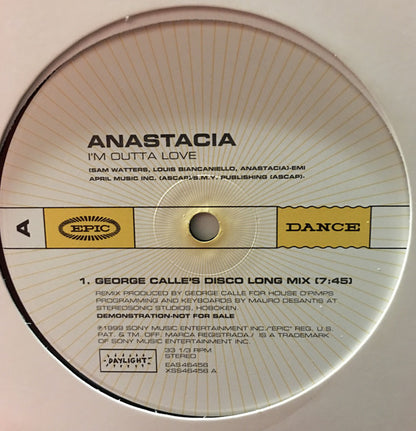 ANASTACIA
I'M OUTTA LOVE
(SAM WATTERS, LOUIS BIANCANIELLO, ANASTACIA)-EMI
APRIL MUSIC INC. (ASCAP)/S.M.Y. PUBLISHING (ASCAP)-
A
EPIC
DANCE
1. GEORGE CALLE'S DISCO LONG MIX (7:45)
REMIX PRODUCED BY GEORGE CALLE FOR HOUSE O'PIMPS
PROGRAMMING AND KEYBOARDS BY MAURO DESANTIS AT
STEREOSONIC STUDIOS, HOBOKEN.
DEMONSTRATION-NOT FOR SALE
℗1999 SONY MUSIC ENTERTAINMENT INC./"EPIC" REG. U.S.
PAT. & TM. OFF. MARCA REGISTRADA./ IS A TRADEMARK
OF SONY MUSIC ENTERTAINMENT INC.
DAYLIGHT
33 1/3 RPM
STEREO
EAS46456
XSS46456 A